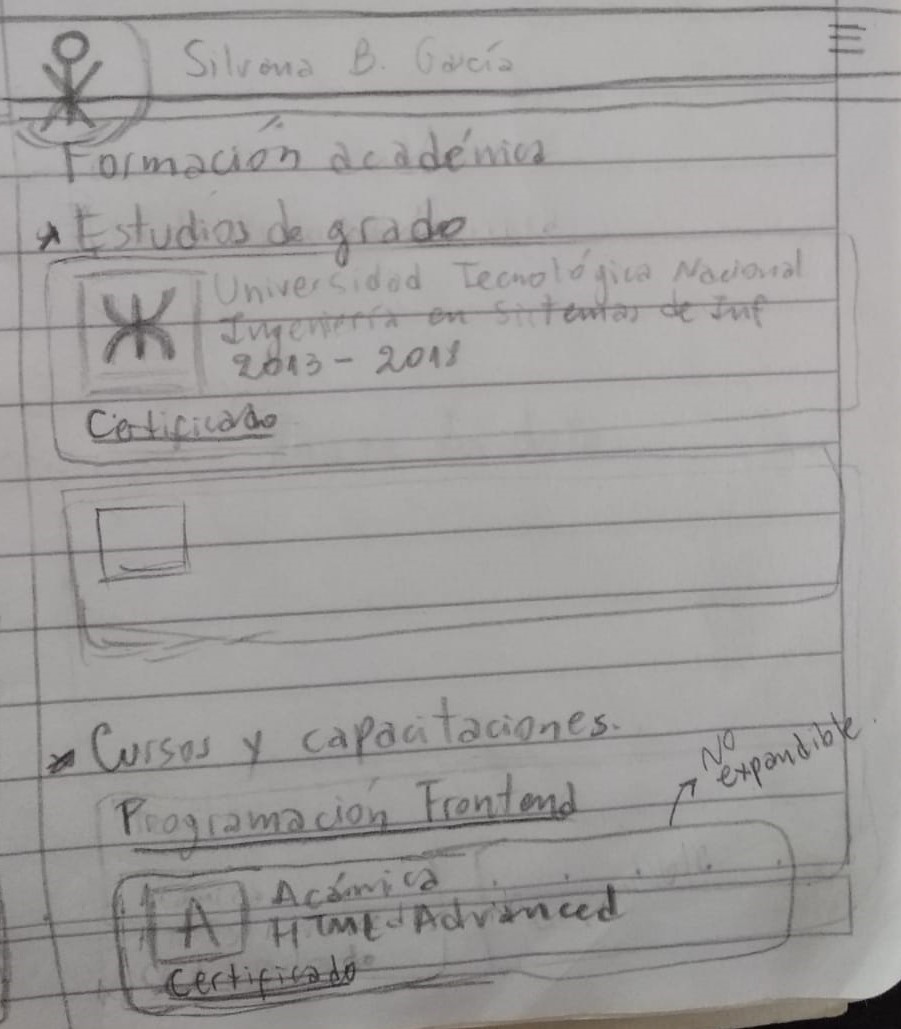 Silvana B. García
Formación académica
Estudios de grado
Universidad Tecnológica Nacional
Ingeniería en Sistemas de Inf
2013 - 2018
Certificado
Cursos y capacitaciones.
No
expandible.
Programación Frontend
Acámica
A
HTML Advanced
Certificado